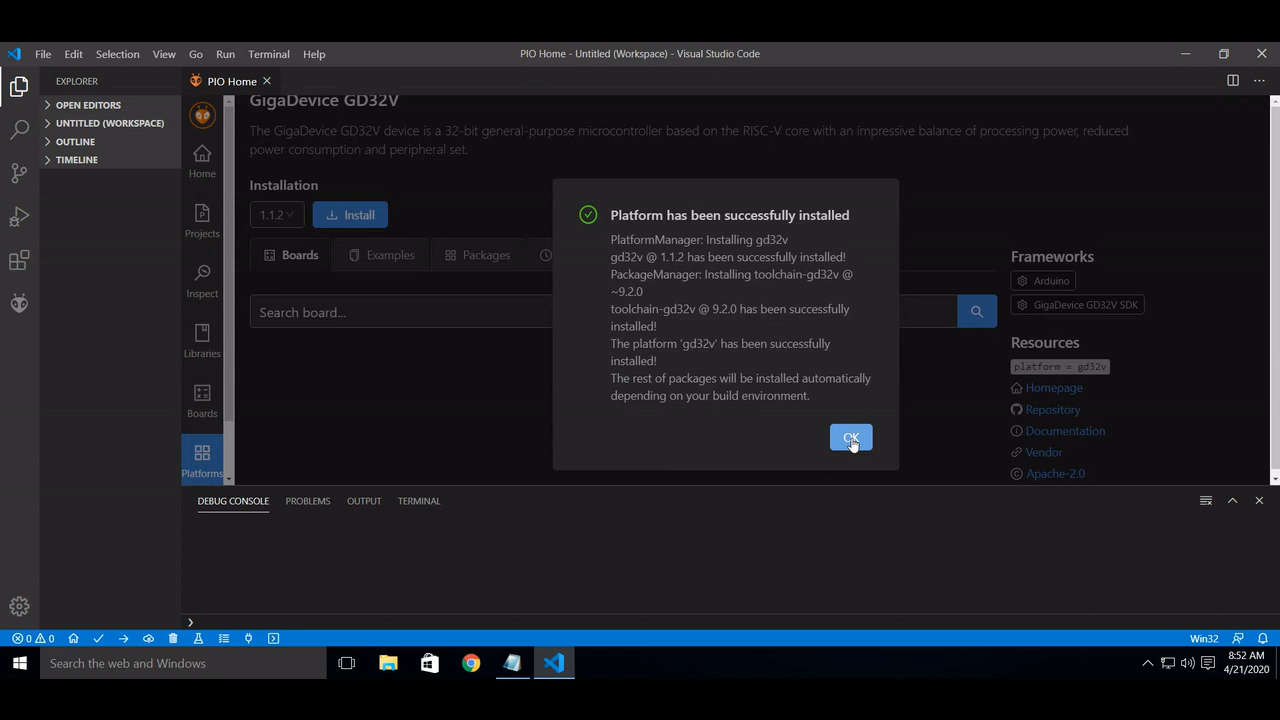 File Edit Selection View Go Run Terminal Help
PIO Home - Untitled (Workspace) - Visual Studio Code
EXPLORER
OPEN EDITORS
UNTITLED (WORKSPACE)
OUTLINE
TIMELINE
PIO Home
Home
Projects
Inspect
Libraries
Boards
Platforms
GigaDevice GD32V
The GigaDevice GD32V device is a 32-bit general-purpose microcontroller based on the RISC-V core with an impressive balance of processing power, reduced
power consumption and peripheral set.
Installation
1.1.2
Install
Boards
Examples
Packages
Search board...
Platform has been successfully installed
PlatformManager: Installing gd32v
gd32v @ 1.1.2 has been successfully installed!
PackageManager: Installing toolchain-gd32v @
~9.2.0
toolchain-gd32v @ 9.2.0 has been successfully
installed!
The platform 'gd32v' has been successfully
installed!
The rest of packages will be installed automatically
depending on your build environment.
OK
Frameworks
Arduino
GigaDevice GD32V SDK
Resources
platform = gd32v
Homepage
Repository
Documentation
Vendor
Apache-2.0
DEBUG CONSOLE PROBLEMS OUTPUT TERMINAL
0 0
Win32
Search the web and Windows
8:52 AM
4/21/2020